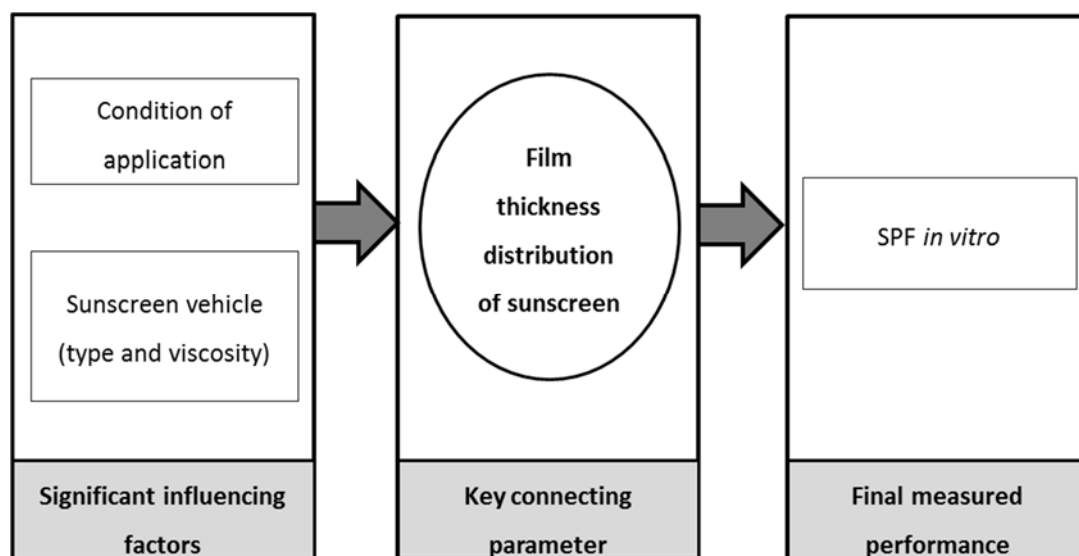 Condition of
application
Sunscreen vehicle
(type and viscosity)
Significant influencing
factors
Film
thickness
distribution
of sunscreen
Key connecting
parameter
SPF in vitro
Final measured
performance